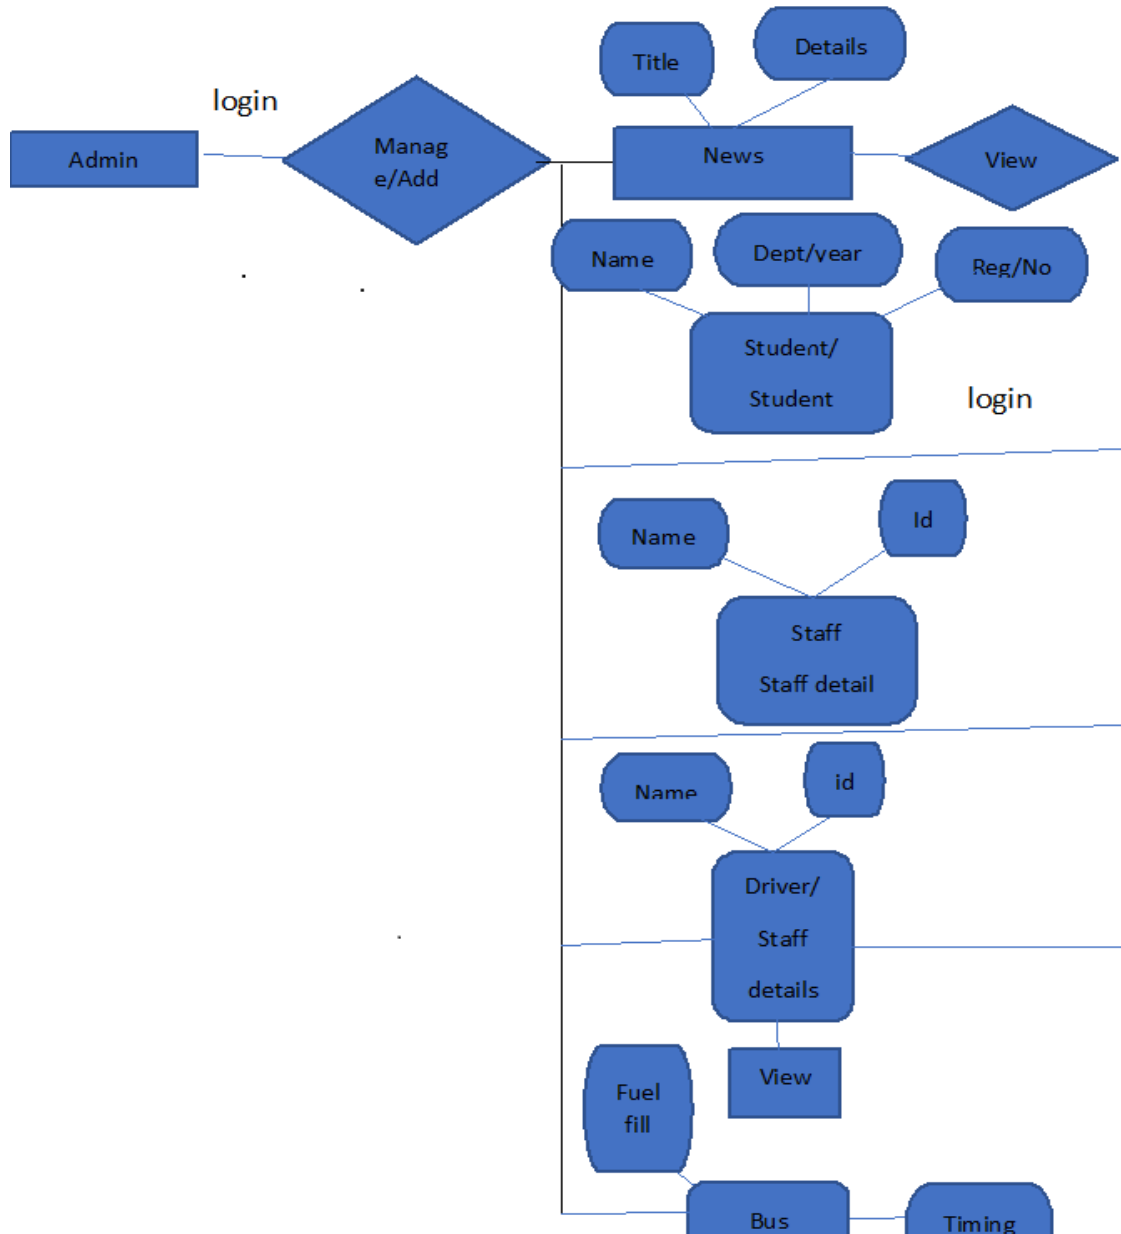 Title
Details
login
Admin
Manag
e/Add
News
View
Name
Dept/year
Reg/No
Student/
Student
login
Name
Id
Staff
Staff detail
Name
id
Driver/
Staff
details
View
Fuel
fill
Bus
Timing